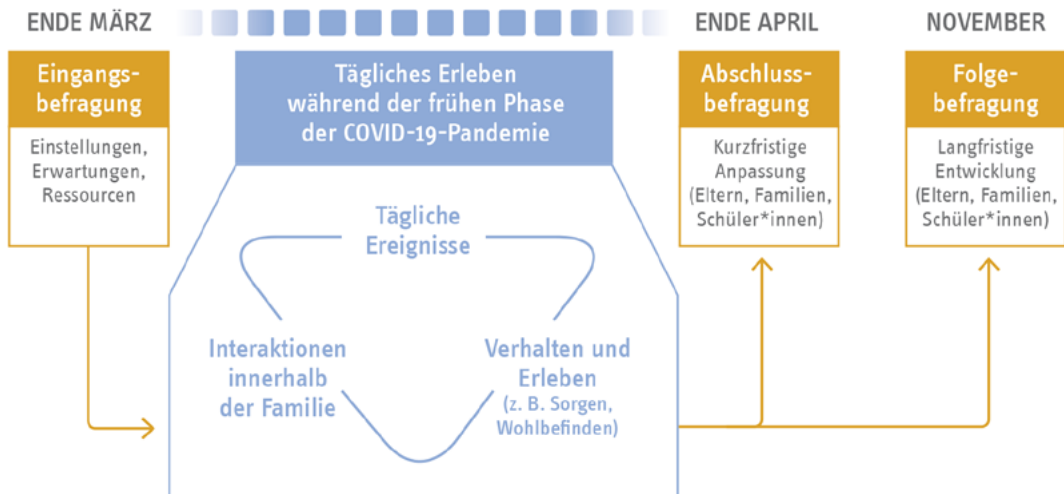 ENDE MÄRZ
ENDE APRIL
NOVEMBER
Eingangs-
befragung
Einstellungen,
Erwartungen,
Ressourcen
Tägliches Erleben
während der frühen Phase
der COVID-19-Pandemie
Abschluss-
befragung
Kurzfristige
Anpassung
(Eltern, Familien,
Schüler*innen)
Folge-
befragung
Langfristige
Entwicklung
(Eltern, Familien,
Schüler*innen)
Tägliche
Ereignisse
Interaktionen
innerhalb
der Familie
Verhalten und
Erleben
(z. B. Sorgen,
Wohlbefinden)